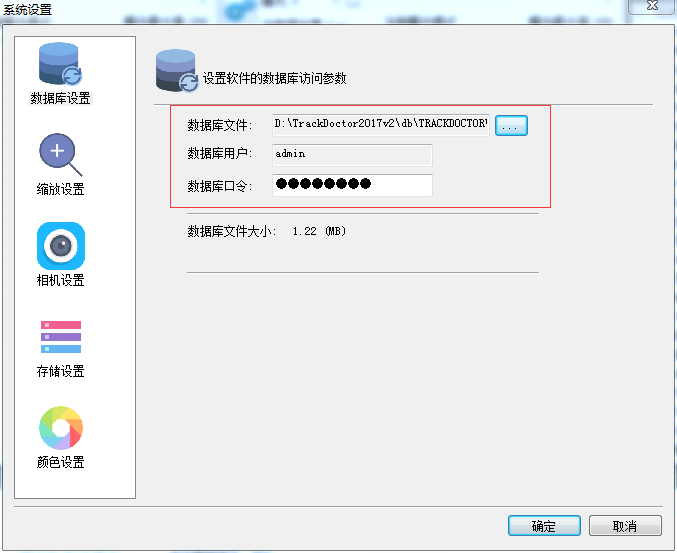 系统设置
数据库设置
缩放设置
相机设置
存储设置
颜色设置
设置软件的数据库访问参数
数据库文件: D:\TrackDoctor2017v2\db\TRACKDOCTOR ...
数据库用户: admin
数据库口令: ●●●●●●●●
数据库文件大小: 1.22 (MB)
确定 取消